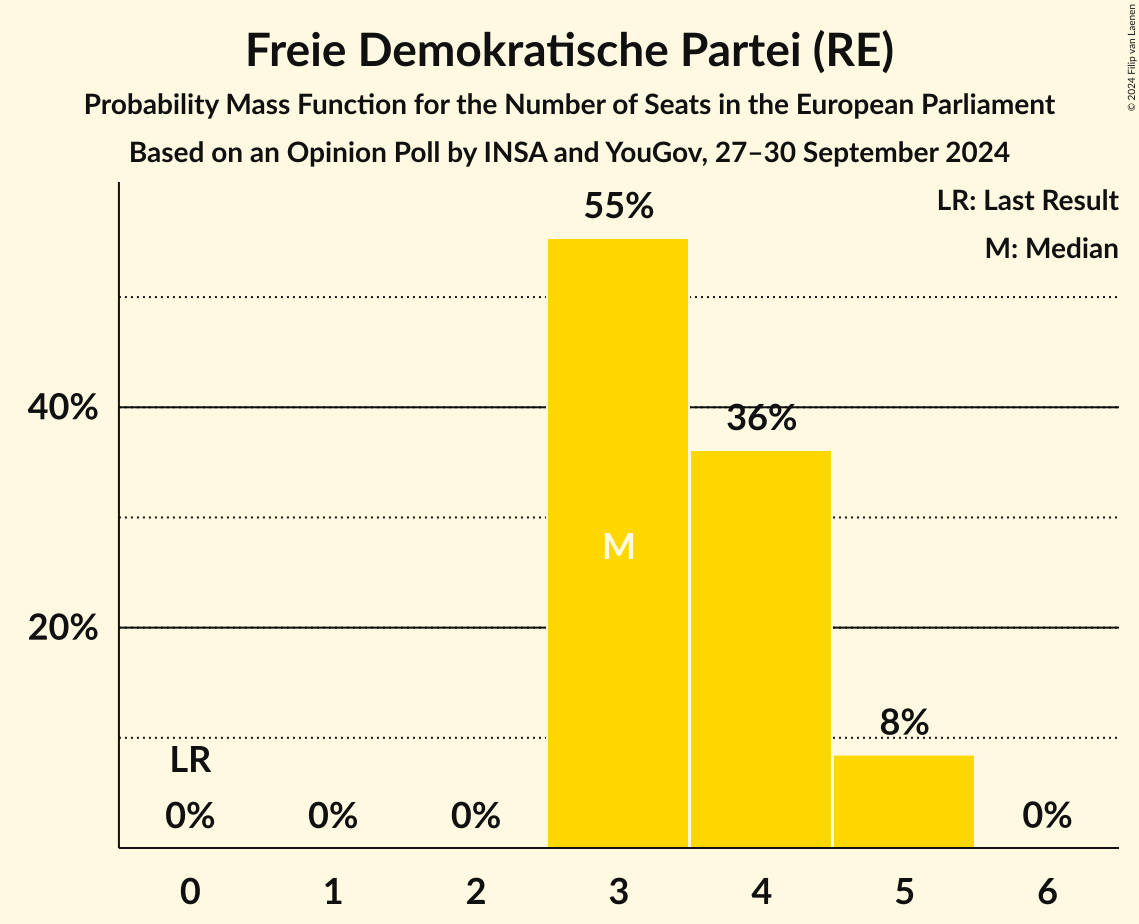 Freie Demokratische Partei (RE)
Probability Mass Function for the Number of Seats in the European Parliament
Based on an Opinion Poll by INSA and YouGov, 27–30 September 2024
© 2024 Filip van Laenen
LR: Last Result
M: Median
55%
40%
36%
M
20%
8%
LR
0%
0%
0%
0%
0
1
2
3
4
5
6